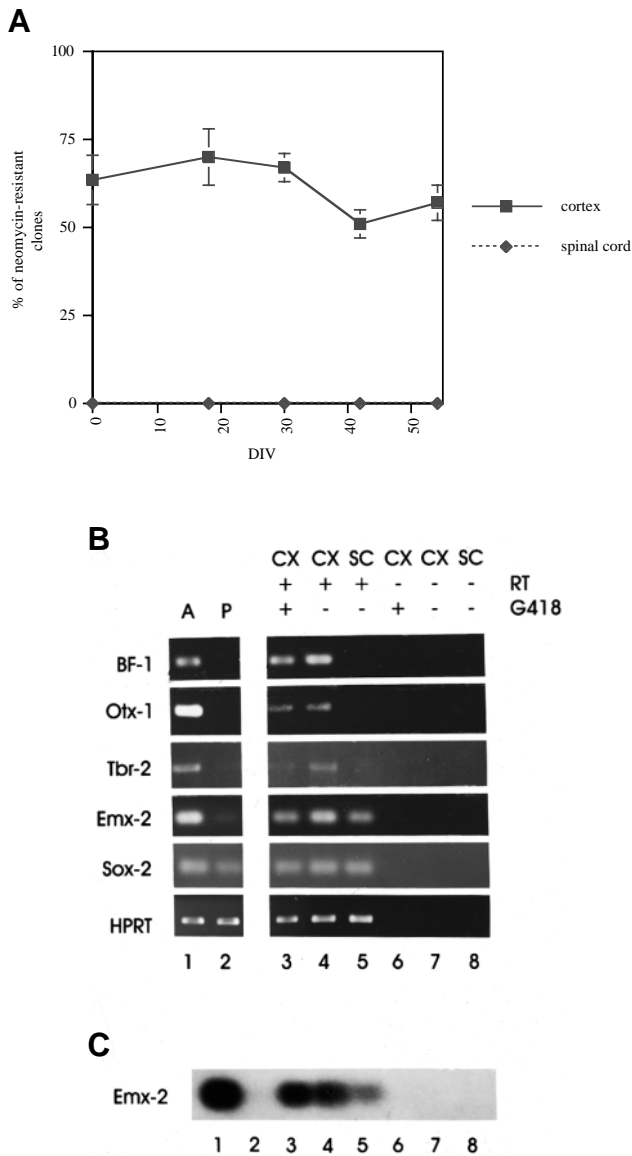 A
100
75
50
25
0
% of neomycin-resistant
clones
0
10
20
30
40
50
DIV
cortex
spinal cord
B
CX CX SC CX CX SC
+ + + - - - RT
A P + - - + - - G418
BF-1
Otx-1
Tbr-2
Emx-2
Sox-2
HPRT
1 2 3 4 5 6 7 8
C
Emx-2
1 2 3 4 5 6 7 8